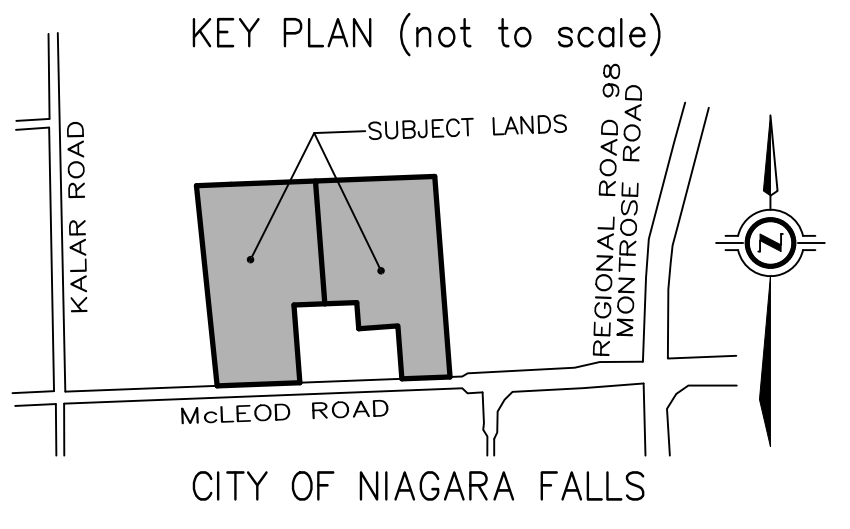 KEY PLAN (not to scale)
SUBJECT LANDS
KALAR ROAD
REGIONAL ROAD 98
MONTROSE ROAD
N
McLEOD ROAD
CITY OF NIAGARA FALLS